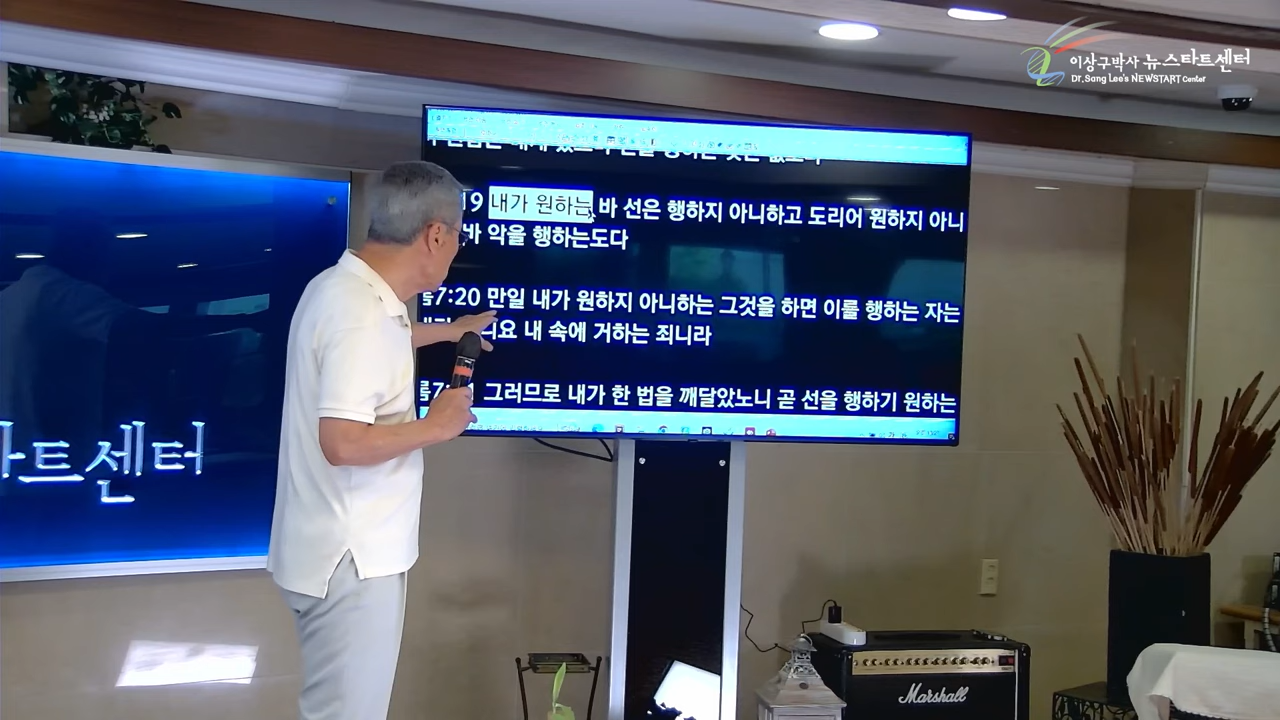 이상구박사 뉴스타트센터
Dr. Sang Lee's NEWSTART Center
19 내가 원하는 바 선은 행하지 아니하고 도리어 원하지 아니
바 악을 행하는도다
7:20 만일 내가 원하지 아니하는 그것을 하면 이를 행하는 자는
내 속에 거하는 죄니라
그러므로 내가 한 법을 깨달았노니 곧 선을 행하기 원하는
트센터
Marshall